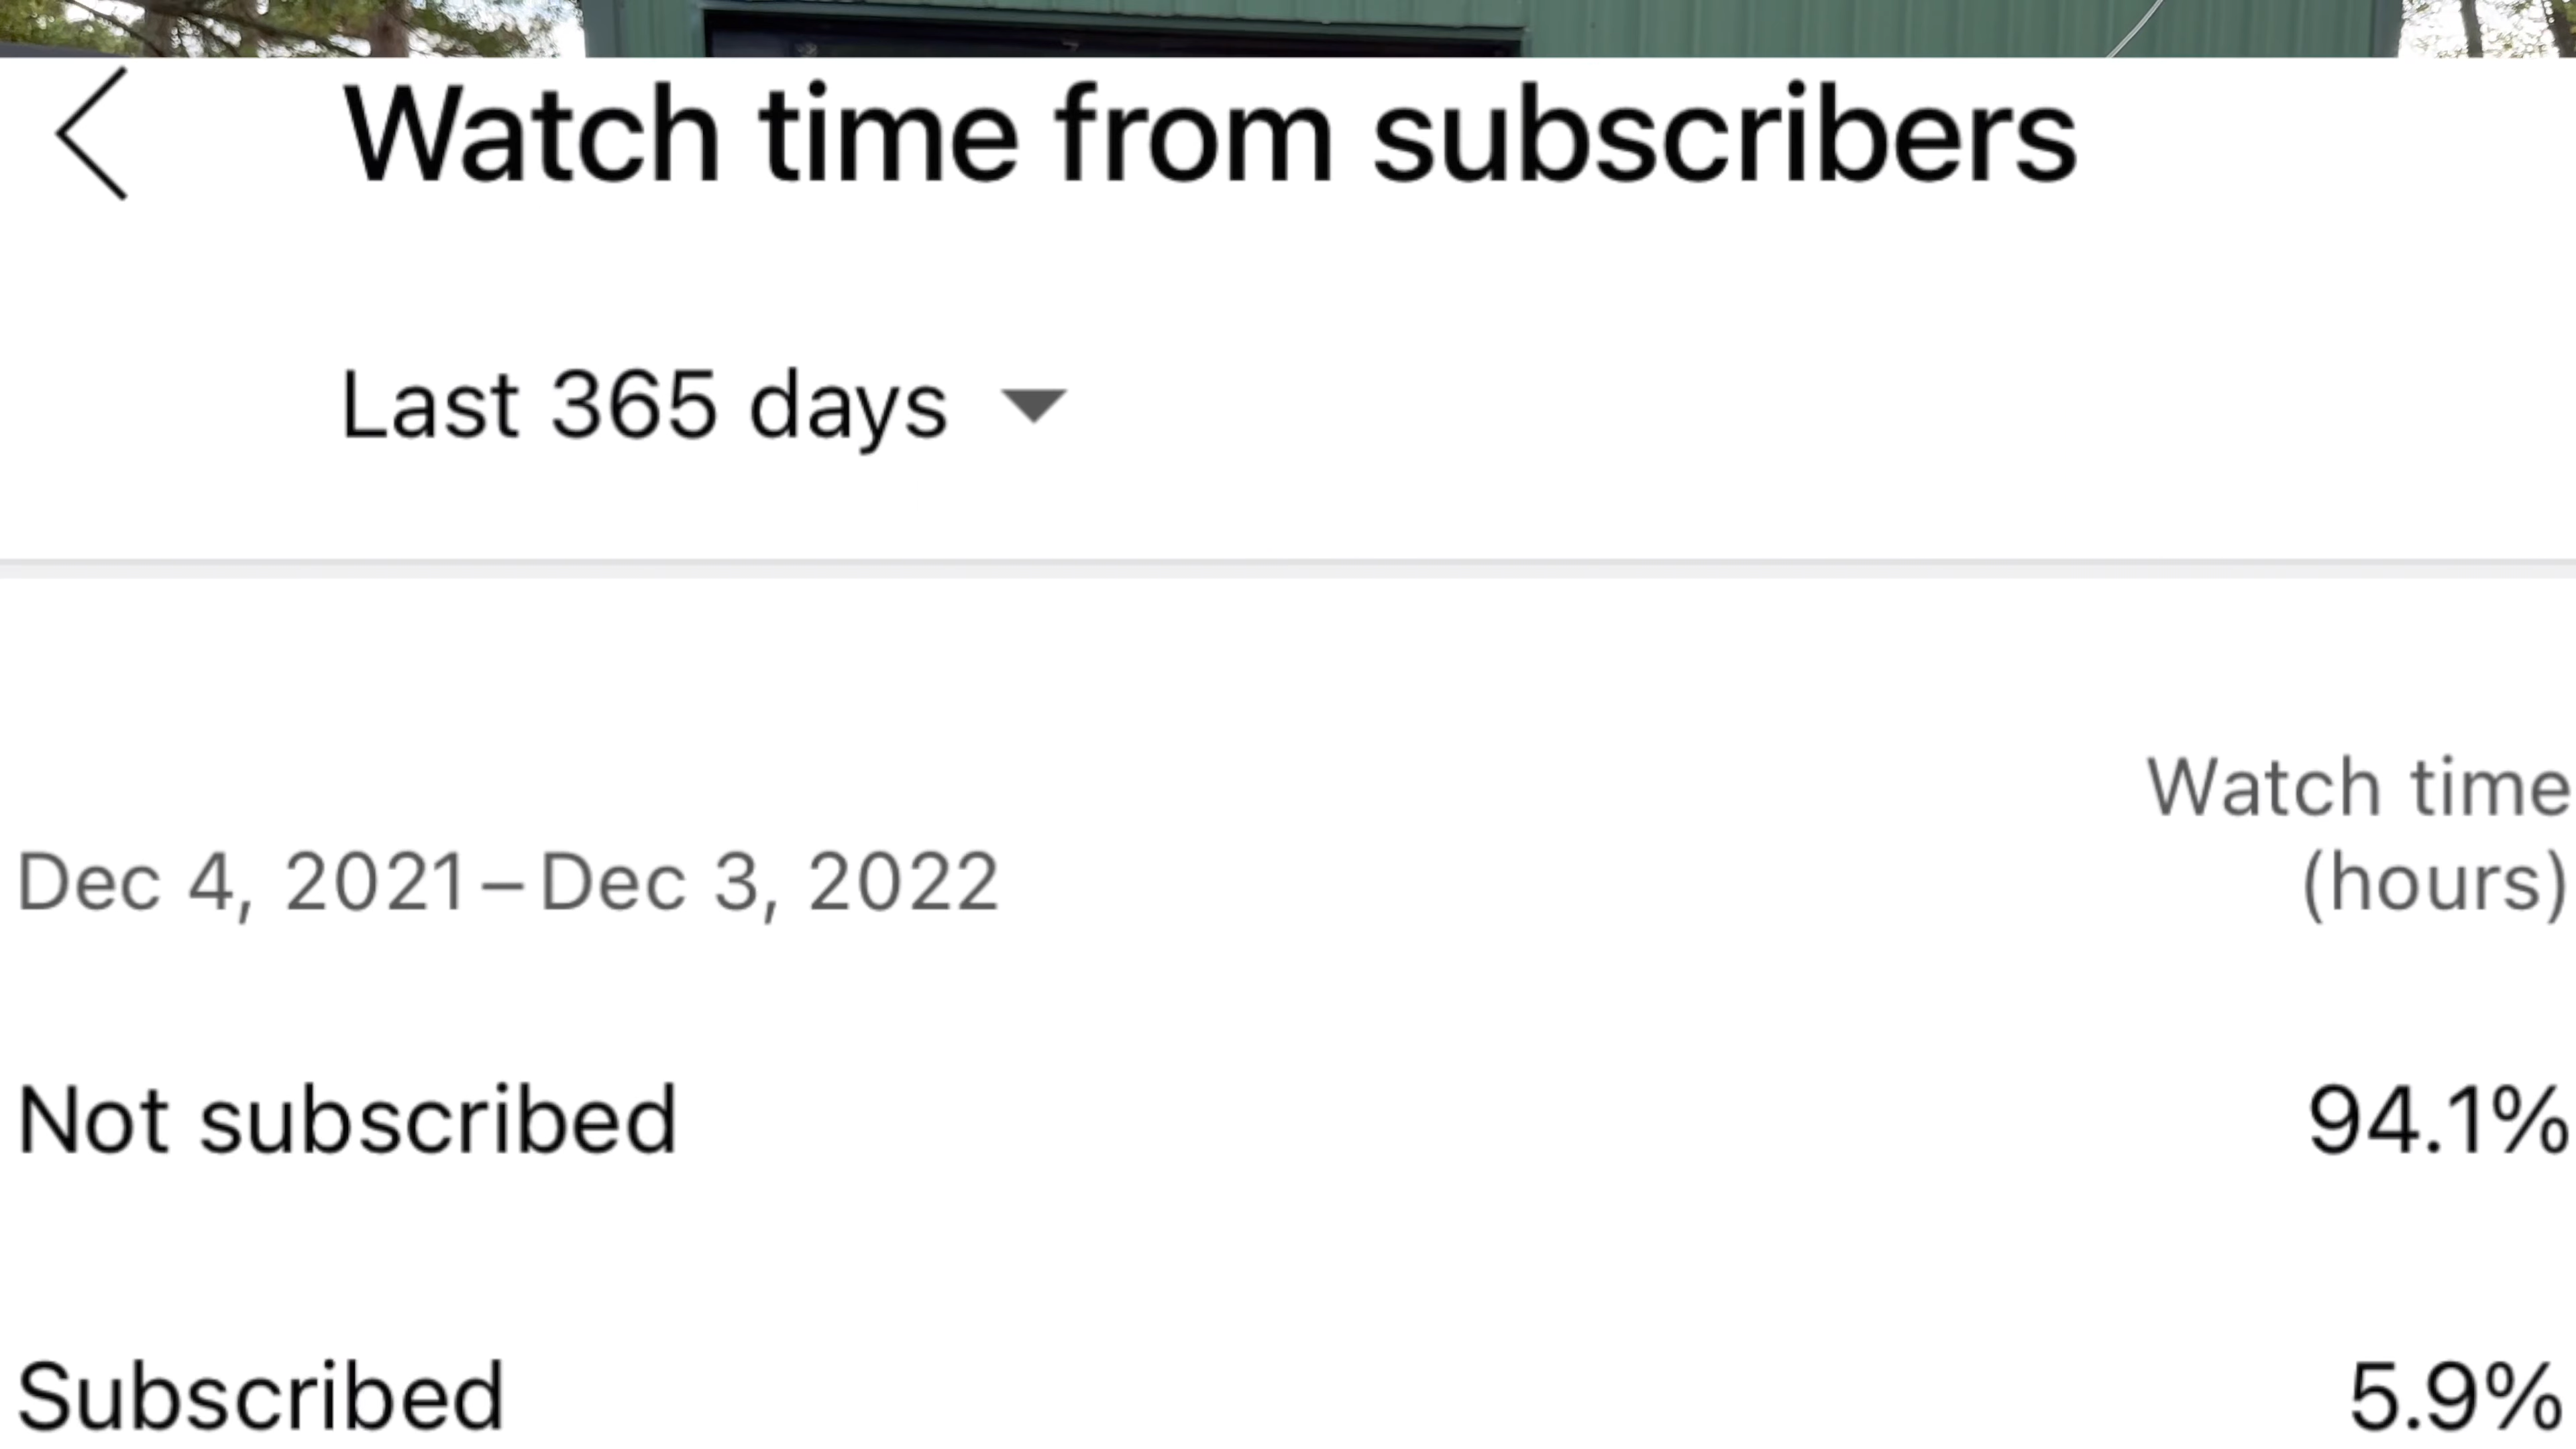 Watch time from subscribers
Last 365 days
Watch time
(hours)
Dec 4, 2021 – Dec 3, 2022
Not subscribed 94.1%
Subscribed 5.9%